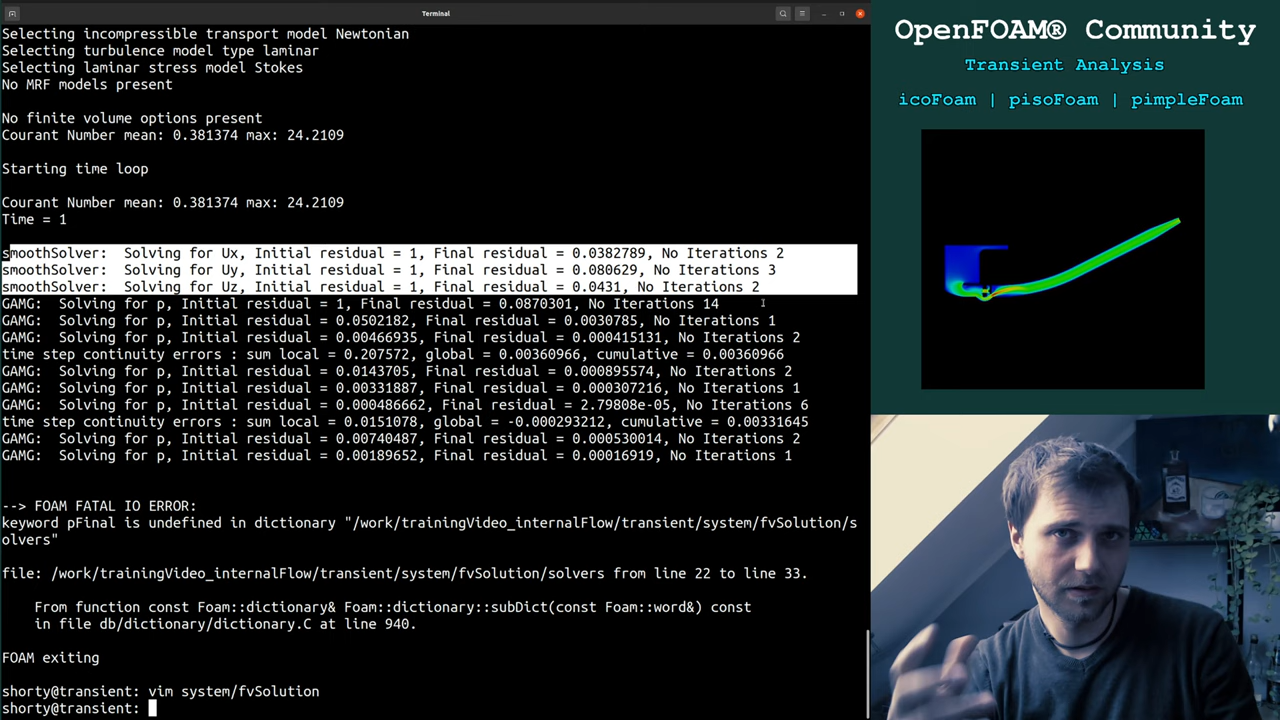 Terminal
Selecting incompressible transport model Newtonian
Selecting turbulence model type laminar
Selecting laminar stress model Stokes
No MRF models present
No finite volume options present
Courant Number mean: 0.381374 max: 24.2109
Starting time loop
Courant Number mean: 0.381374 max: 24.2109
Time = 1
smoothSolver:  Solving for Ux, Initial residual = 1, Final residual = 0.0382789, No Iterations 2
smoothSolver:  Solving for Uy, Initial residual = 1, Final residual = 0.080629, No Iterations 3
smoothSolver:  Solving for Uz, Initial residual = 1, Final residual = 0.0431, No Iterations 2
GAMG:  Solving for p, Initial residual = 1, Final residual = 0.0870301, No Iterations 14
GAMG:  Solving for p, Initial residual = 0.0502182, Final residual = 0.0030785, No Iterations 1
GAMG:  Solving for p, Initial residual = 0.00466935, Final residual = 0.000415131, No Iterations 2
time step continuity errors : sum local = 0.207572, global = 0.00360966, cumulative = 0.00360966
GAMG:  Solving for p, Initial residual = 0.0143705, Final residual = 0.000895574, No Iterations 2
GAMG:  Solving for p, Initial residual = 0.00331887, Final residual = 0.000307216, No Iterations 1
GAMG:  Solving for p, Initial residual = 0.000486662, Final residual = 2.79808e-05, No Iterations 6
time step continuity errors : sum local = 0.0151078, global = -0.000293212, cumulative = 0.00331645
GAMG:  Solving for p, Initial residual = 0.00740487, Final residual = 0.000530014, No Iterations 2
GAMG:  Solving for p, Initial residual = 0.00189652, Final residual = 0.00016919, No Iterations 1
--> FOAM FATAL IO ERROR:
keyword pFinal is undefined in dictionary "/work/trainingVideo_internalFlow/transient/system/fvSolution/s
olvers"
file: /work/trainingVideo_internalFlow/transient/system/fvSolution/solvers from line 22 to line 33.
    From function const Foam::dictionary& Foam::dictionary::subDict(const Foam::word&) const
    in file db/dictionary/dictionary.C at line 940.
FOAM exiting
shorty@transient: vim system/fvSolution
shorty@transient:
OpenFOAM® Community
Transient Analysis
icoFoam | pisoFoam | pimpleFoam